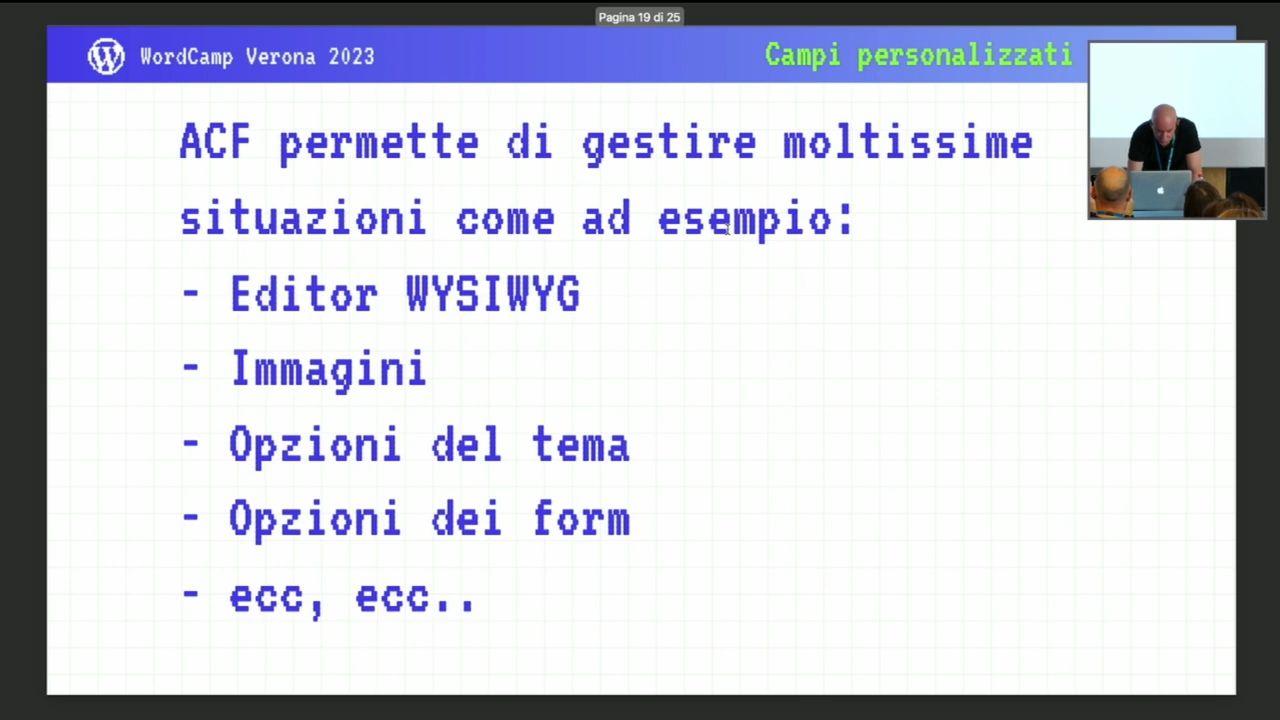 Pagina 19 di 25
WordCamp Verona 2023
Campi personalizzati
ACF permette di gestire moltissime
situazioni come ad esempio:
- Editor WYSIWYG
- Immagini
- Opzioni del tema
- Opzioni dei form
- ecc, ecc..